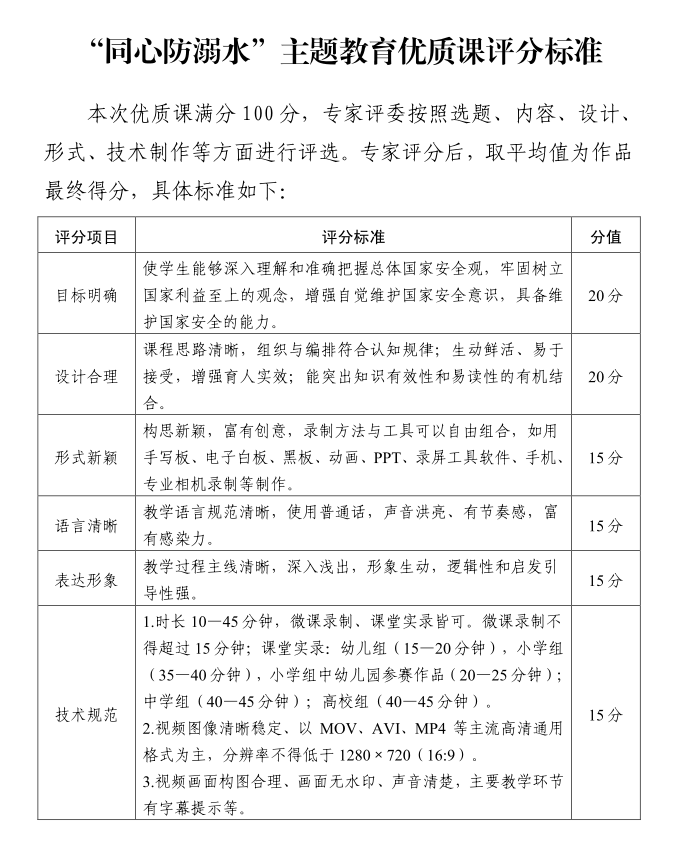 “同心防溺水”主题教育优质课评分标准
本次优质课满分 100 分，专家评委按照选题、内容、设计、
形式、技术制作等方面进行评选。专家评分后，取平均值为作品
最终得分，具体标准如下：
评分项目 评分标准 分值
目标明确
使学生能够深入理解和准确把握总体国家安全观，牢固树立
国家利益至上的观念，增强自觉维护国家安全意识，具备维
护国家安全的能力。
20 分
设计合理
课程思路清晰，组织与编排符合认知规律；生动鲜活、易于
接受，增强育人实效；能突出知识有效性和易读性的有机结
合。
20 分
形式新颖
构思新颖，富有创意，录制方法与工具可以自由组合，如用
手写板、电子白板、黑板、动画、PPT、录屏工具软件、手机、
专业相机录制等制作。
15 分
语言清晰
教学语言规范清晰，使用普通话，声音洪亮、有节奏感，富
有感染力。
15 分
表达形象
教学过程主线清晰，深入浅出，形象生动，逻辑性和启发引
导性强。
15 分
技术规范
1.时长 10—45 分钟，微课录制、课堂实录皆可。微课录制不
得超过 15 分钟；课堂实录：幼儿组（15—20 分钟），小学组
（35—40 分钟），小学组中幼儿园参赛作品（20—25 分钟）；
中学组（40—45 分钟）；高校组（40—45 分钟）。
2.视频图像清晰稳定、以 MOV、AVI、MP4 等主流高清通用
格式为主，分辨率不得低于 1280×720（16:9）。
3.视频画面构图合理、画面无水印、声音清楚，主要教学环节
有字幕提示等。
15 分